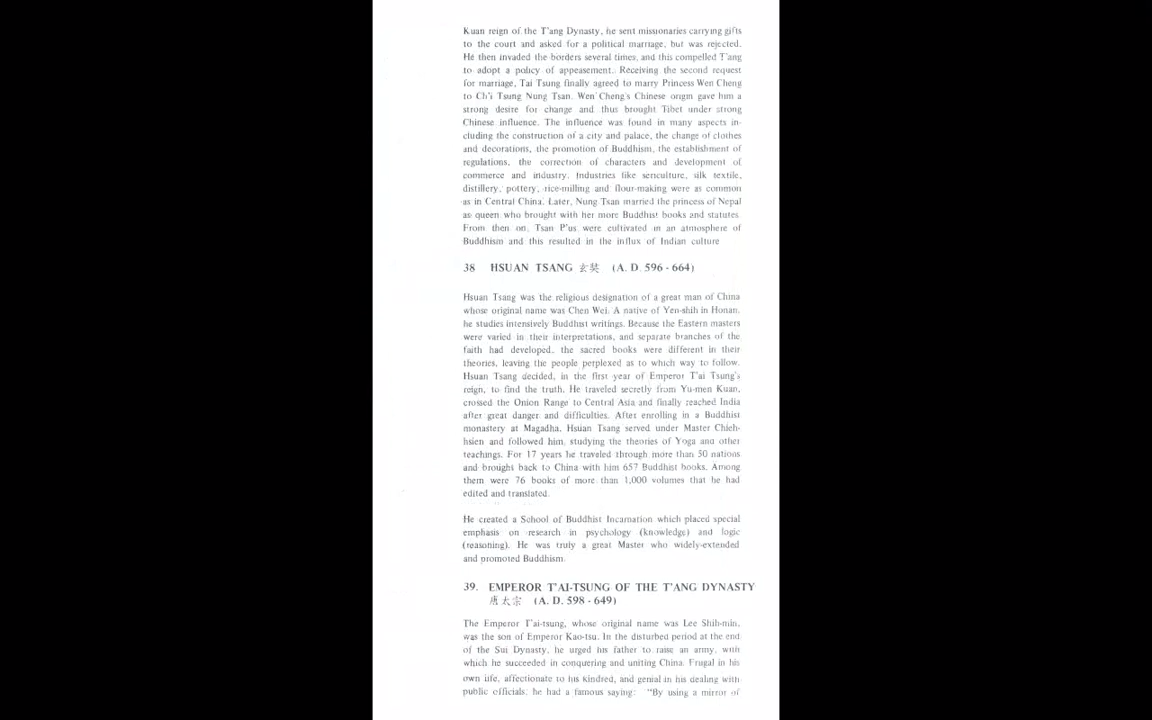 Kuan reign of the T'ang Dynasty, he sent missionaries carrying gifts
to the court and asked for a political marriage, but was rejected.
He then invaded the borders several times, and this compelled T'ang
to adopt a policy of appeasement. Receiving the second request
for marriage, Tai Tsung finally agreed to marry Princess Wen Cheng
to Ch'i Tsung Nung Tsan. Wen Cheng's Chinese origin gave him a
strong desire for change and thus brought Tibet under strong
Chinese influence. The influence was found in many aspects in-
cluding the construction of a city and palace, the change of clothes
and decorations, the promotion of Buddhism, the establishment of
regulations, the correction of characters and development of
commerce and industry. Industries like sericulture, silk textile,
distillery, pottery, rice-milling and flour-making were as common
as in Central China. Later, Nung Tsan married the princess of Nepal
as queen who brought with her more Buddhist books and statutes.
From then on, Tsan P'us were cultivated in an atmosphere of
Buddhism and this resulted in the influx of Indian culture
38 HSUAN TSANG 玄奘 (A. D. 596 - 664)
Hsuan Tsang was the religious designation of a great man of China
whose original name was Chen Wei. A native of Yen-shih in Honan,
he studies intensively Buddhist writings. Because the Eastern masters
were varied in their interpretations, and separate branches of the
faith had developed, the sacred books were different in their
theories, leaving the people perplexed as to which way to follow.
Hsuan Tsang decided, in the first year of Emperor T'ai Tsung's
reign, to find the truth. He traveled secretly from Yu-men Kuan,
crossed the Onion Range to Central Asia and finally reached India
after great danger and difficulties. After enrolling in a Buddhist
monastery at Magadha, Hsuan Tsang served under Master Chieh-
hsien and followed him, studying the theories of Yoga and other
teachings. For 17 years he traveled through more than 50 nations
and brought back to China with him 657 Buddhist books. Among
them were 76 books of more than 1,000 volumes that he had
edited and translated.
He created a School of Buddhist Incarnation which placed special
emphasis on research in psychology (knowledge) and logic
(reasoning). He was truly a great Master who widely-extended
and promoted Buddhism.
39. EMPEROR T'AI-TSUNG OF THE T'ANG DYNASTY
唐太宗 (A. D. 598 - 649)
The Emperor T'ai-tsung, whose original name was Lee Shih-min,
was the son of Emperor Kao-tsu. In the disturbed period at the end
of the Sui Dynasty, he urged his father to raise an army, with
which he succeeded in conquering and uniting China. Frugal in his
own life, affectionate to his kindred, and genial in his dealing with
public officials, he had a famous saying: "By using a mirror of